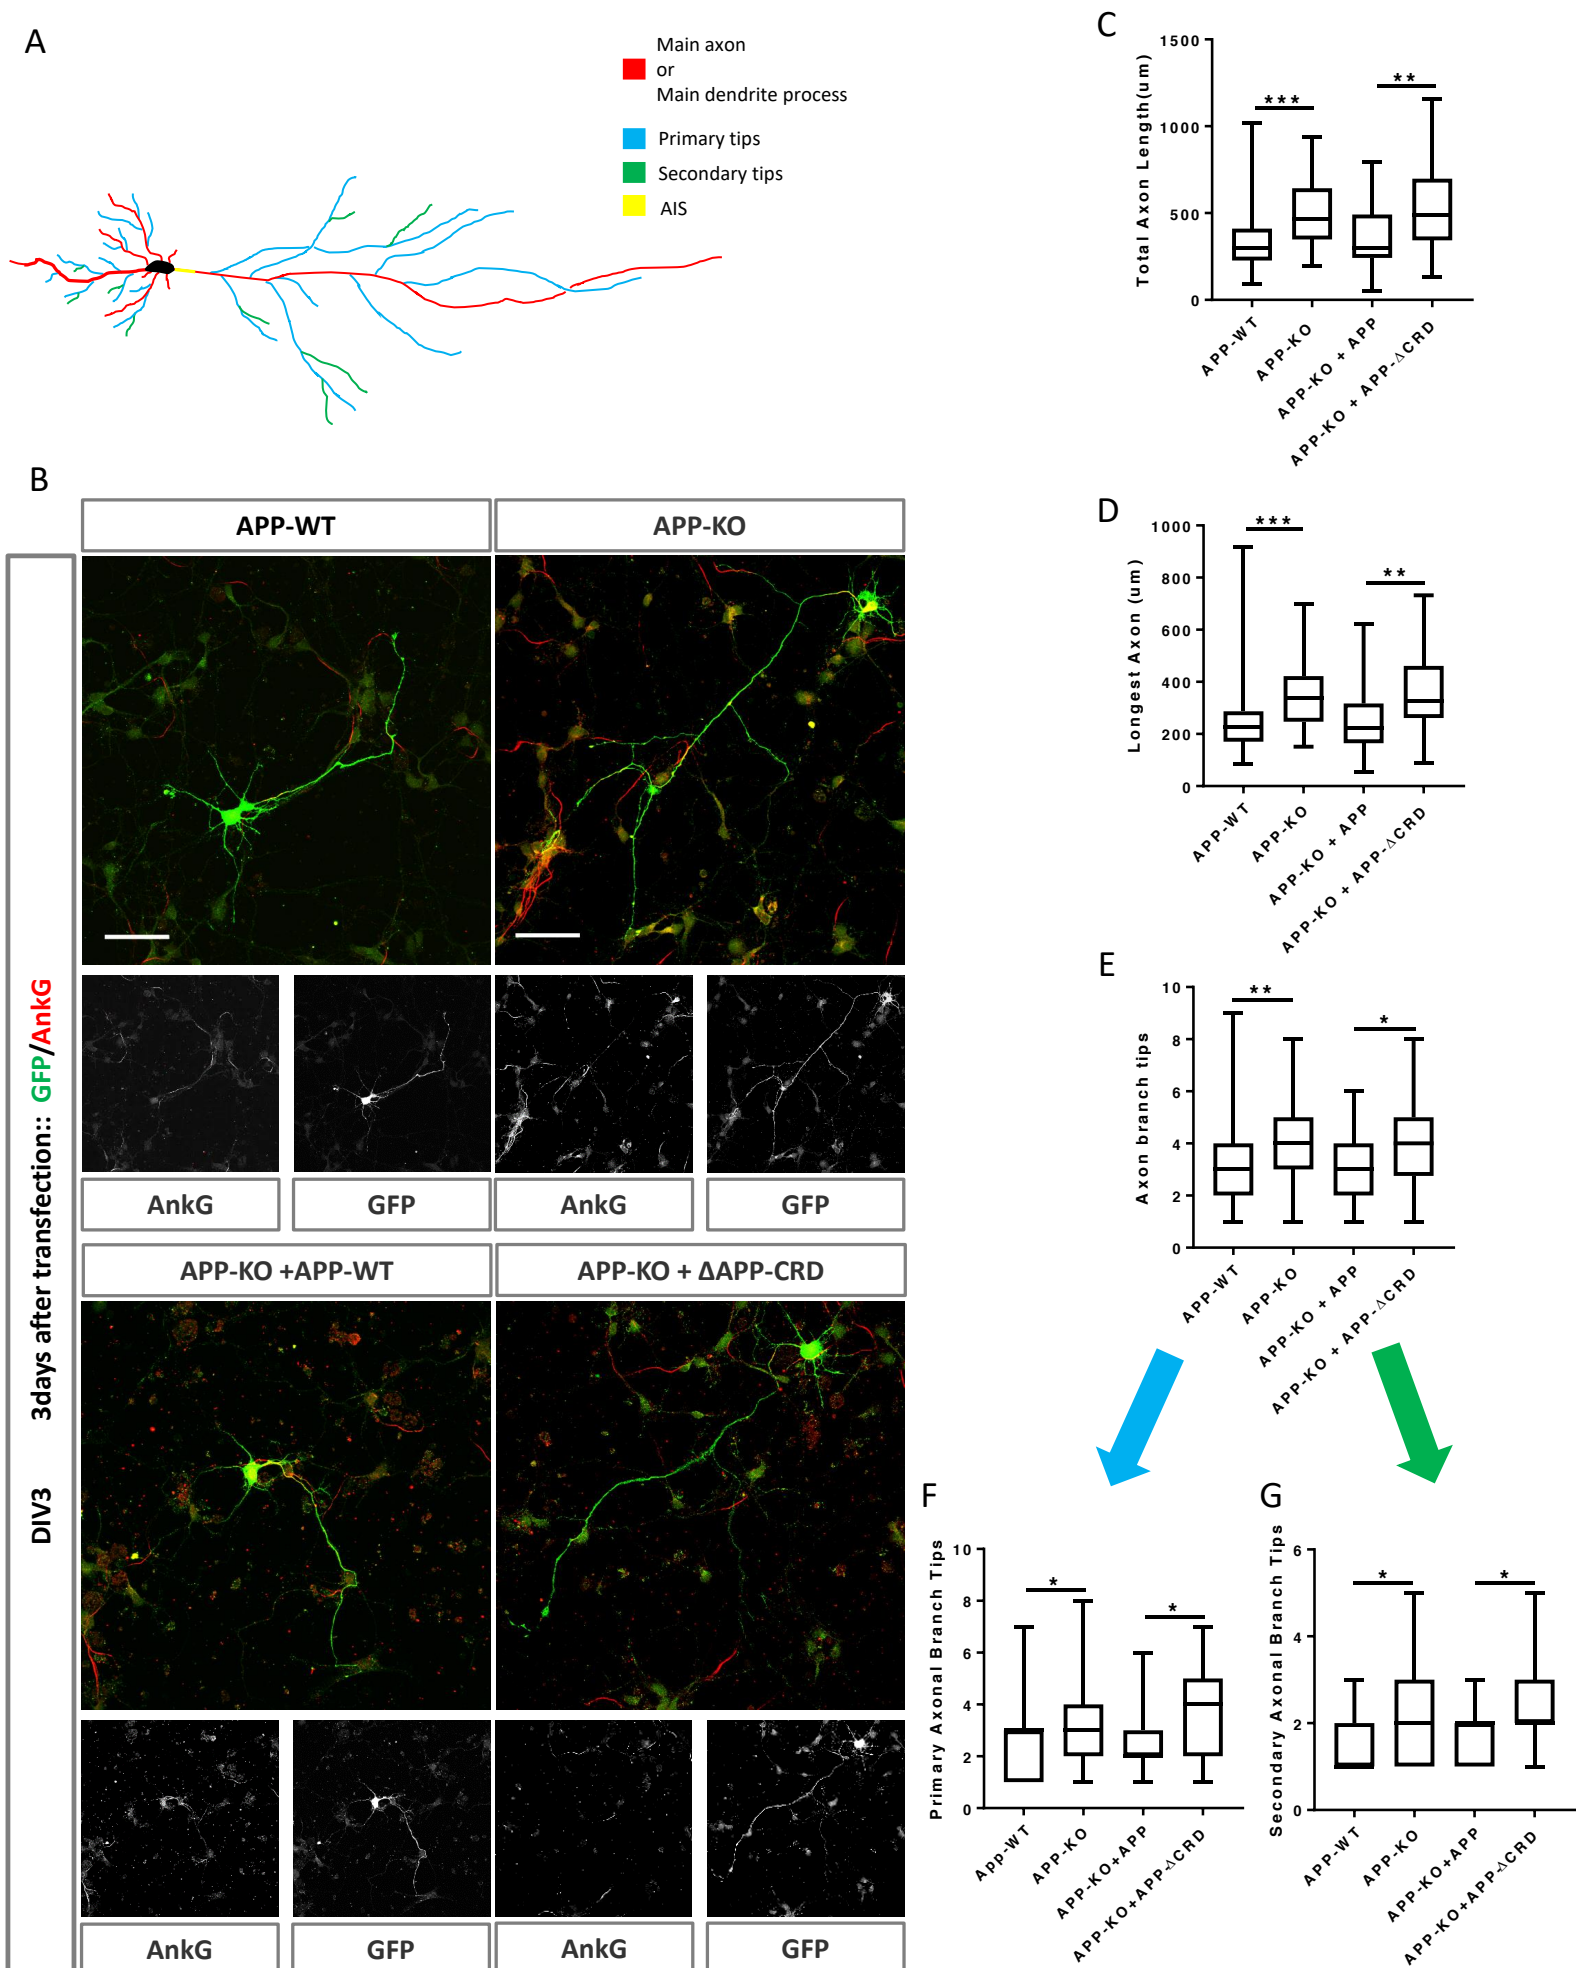 A
Main axon
or
Main dendrite process
Primary tips
Secondary tips
AIS
B
APP-WT
APP-KO
DIV3 3days after transfection:: GFP/AnkG
AnkG
GFP
AnkG
GFP
APP-KO +APP-WT
APP-KO + ΔAPP-CRD
AnkG
GFP
AnkG
GFP
C
Total Axon Length(um)
1500
1000
500
0
***
**
APP-WT
APP-KO
APP-KO + APP
APP-KO + APP-ΔCRD
D
Longest Axon (um)
1000
800
600
400
200
0
***
**
APP-WT
APP-KO
APP-KO + APP
APP-KO + APP-ΔCRD
E
Axon branch tips
10
8
6
4
2
0
**
*
APP-WT
APP-KO
APP-KO + APP
APP-KO + APP-ΔCRD
F
Primary Axonal Branch Tips
10
8
6
4
2
0
*
*
App-WT
APP-KO
APP-KO+APP
APP-KO+APP-ΔCRD
G
Secondary Axonal Branch Tips
6
4
2
0
*
*
APP-WT
APP-KO
APP-KO+APP
APP-KO+APP-ΔCRD